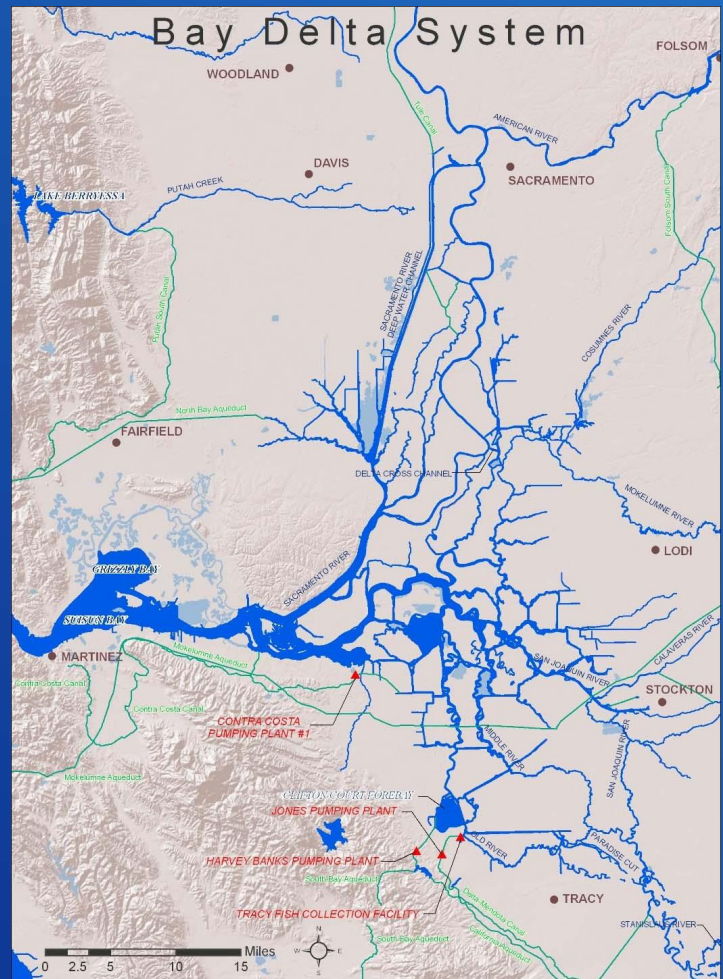 Bay Delta System
FOLSOM
WOODLAND
Tule Canal
AMERICAN RIVER
DAVIS
SACRAMENTO
PUTAH CREEK
LAKE BERRYESSA
Folsom South Canal
SACRAMENTO RIVER
DEEP WATER CHANNEL
COSUMNES RIVER
Putah South Canal
North Bay Aqueduct
FAIRFIELD
DELTA CROSS CHANNEL
MOKELUMNE RIVER
LODI
GRIZZLY BAY
SACRAMENTO RIVER
SUISUN BAY
CALAVERAS RIVER
MARTINEZ
Mokelumne Aqueduct
SAN JOAQUIN RIVER
Contra Costa Canal
STOCKTON
Contra Costa Canal
CONTRA COSTA
PUMPING PLANT #1
MIDDLE RIVER
SAN JOAQUIN RIVER
Mokelumne Aqueduct
CLIFTON COURT FOREBAY
JONES PUMPING PLANT
OLD RIVER
PARADISE CUT
HARVEY BANKS PUMPING PLANT
South Bay Aqueduct
Delta-Mendota Canal
TRACY
TRACY FISH COLLECTION FACILITY
STANISLAUS RIVER
South Bay Aqueduct
California Aqueduct
N
Miles
W
E
S
0 2.5 5 10 15